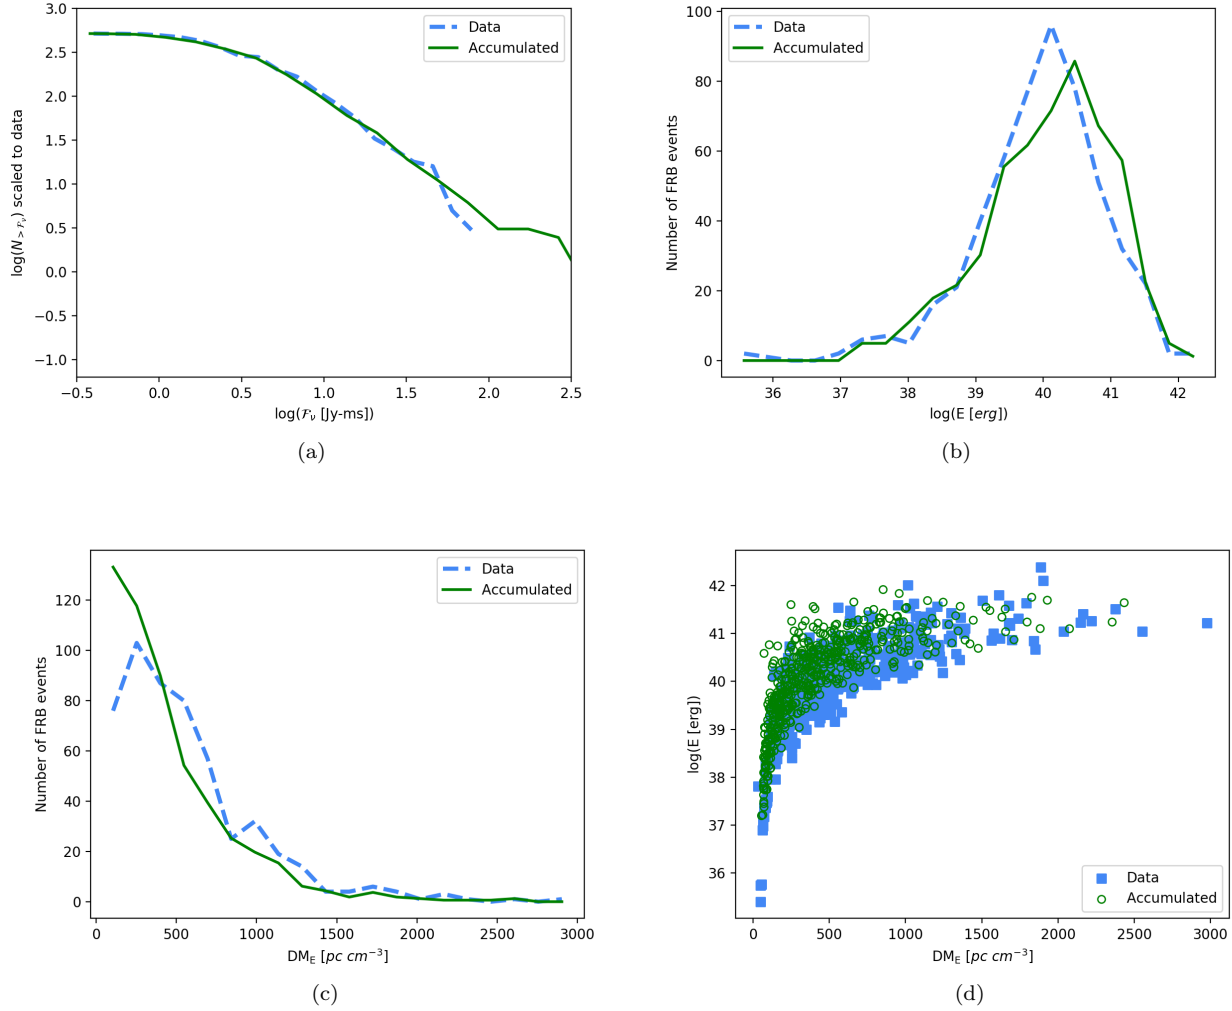 3.0
2.5
2.0
1.5
1.0
0.5
0.0
−0.5
−1.0
−0.5 0.0 0.5 1.0 1.5 2.0 2.5
log(N_{>ℱ_ν}) scaled to data
log(ℱ_ν [Jy-ms])
Data
Accumulated
(a)
100
80
60
40
20
0
36 37 38 39 40 41 42
Number of FRB events
log(E [erg])
Data
Accumulated
(b)
120
100
80
60
40
20
0
0 500 1000 1500 2000 2500 3000
Number of FRB events
DM_E [pc cm⁻³]
Data
Accumulated
(c)
42
41
40
39
38
37
36
0 500 1000 1500 2000 2500 3000
log(E [erg])
DM_E [pc cm⁻³]
Data
Accumulated
(d)